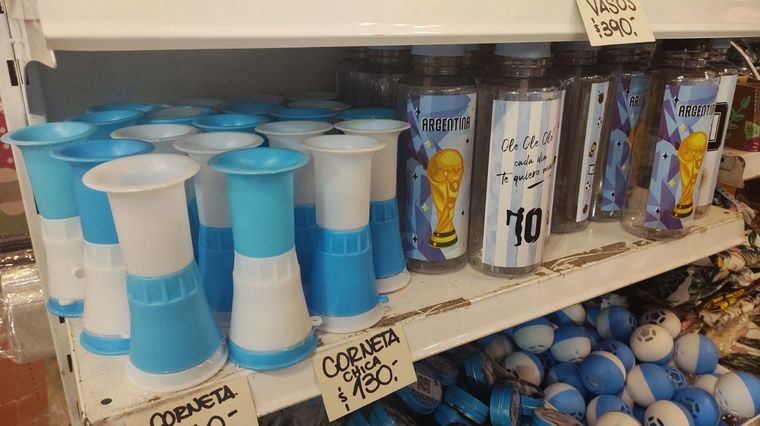 VASOS
$390.-
ARGENTINA
Ole Ole Ole
cada día
te quiero más
10
ARGENTINA
CORNETA
CHICA
$130.-
CORNETA